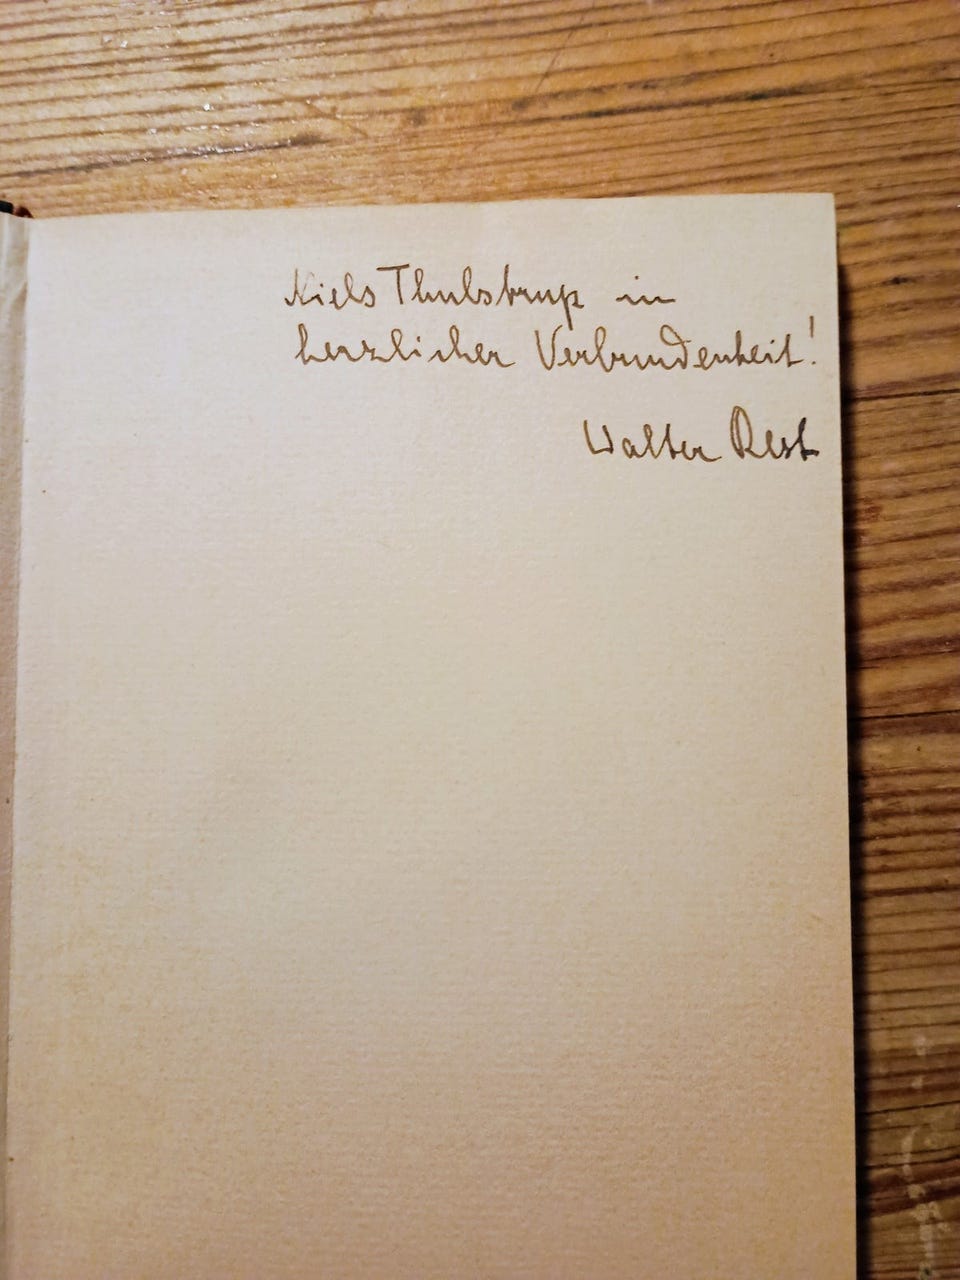 Niels Thulstrup in
herzlicher Verbundenheit!
Walter Rest